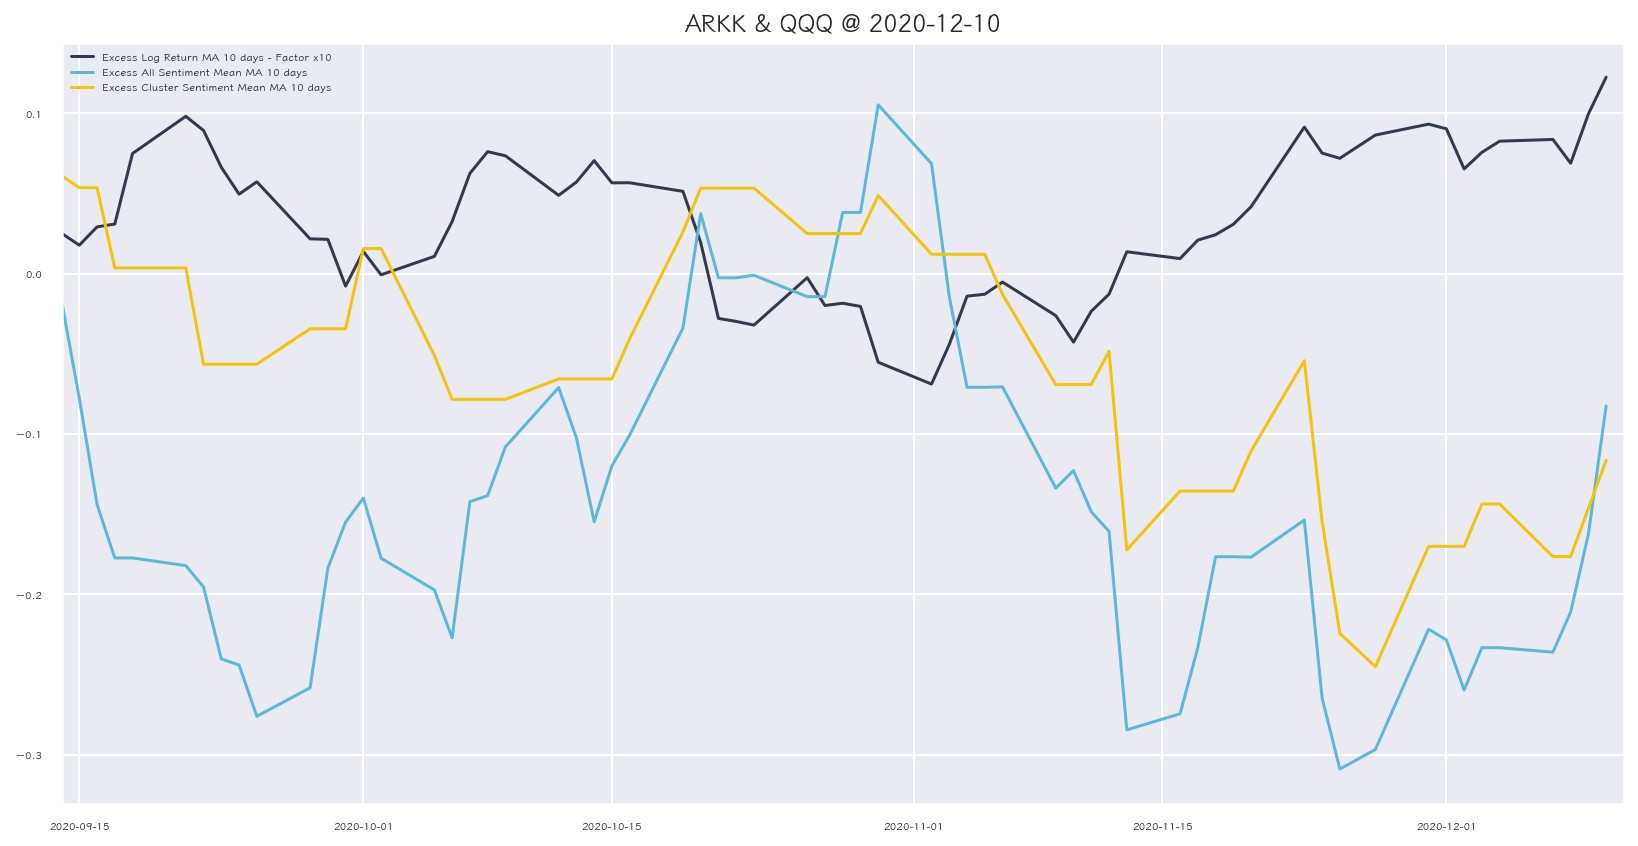 ARKK & QQQ @ 2020-12-10
Excess Log Return MA 10 days - Factor x10
Excess All Sentiment Mean MA 10 days
Excess Cluster Sentiment Mean MA 10 days
0.1
0.0
−0.1
−0.2
−0.3
2020-09-15
2020-10-01
2020-10-15
2020-11-01
2020-11-15
2020-12-01